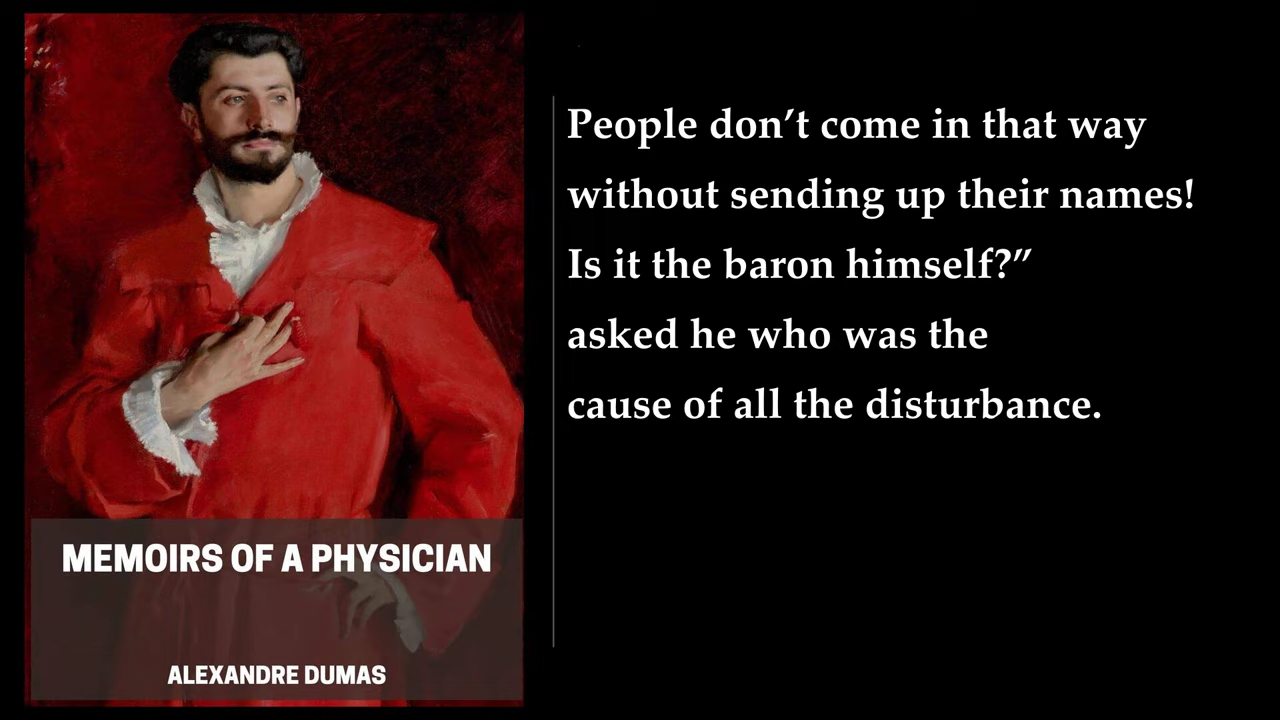 People don’t come in that way
without sending up their names!
Is it the baron himself?”
asked he who was the
cause of all the disturbance.
MEMOIRS OF A PHYSICIAN
ALEXANDRE DUMAS